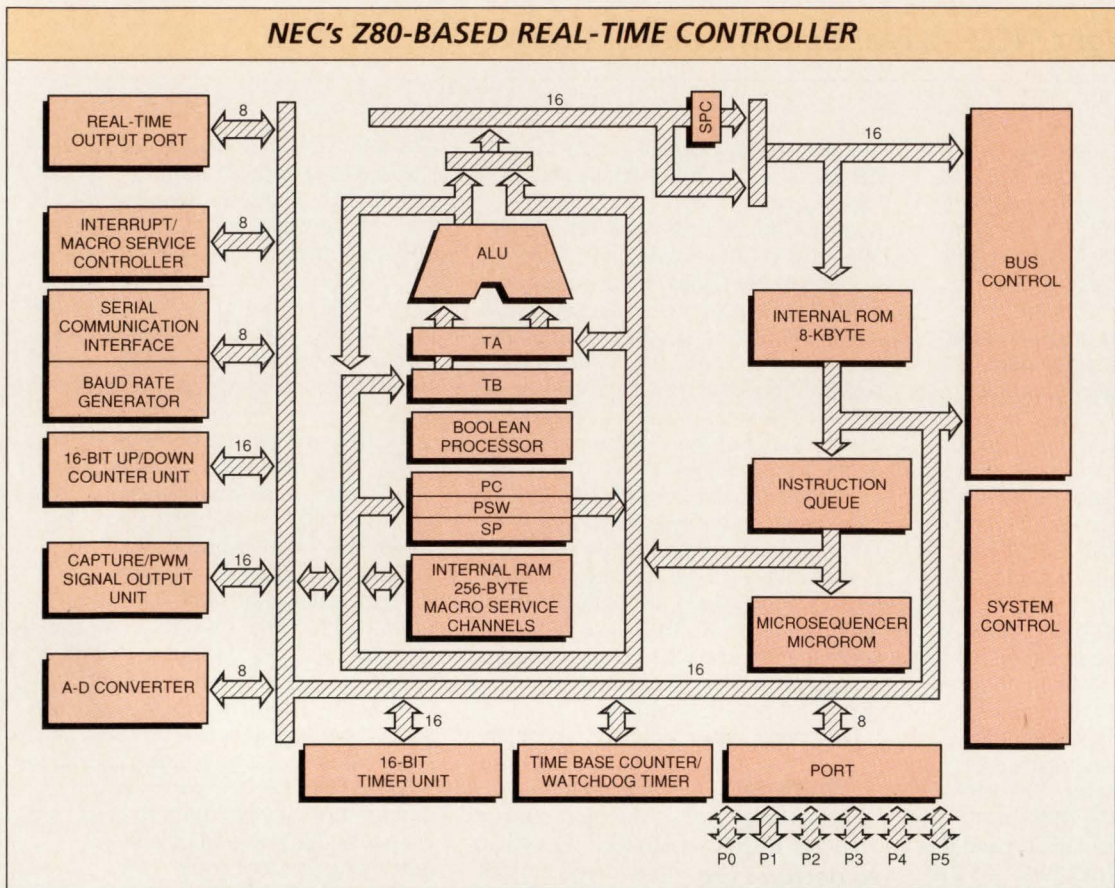 NEC's Z80-BASED REAL-TIME CONTROLLER
REAL-TIME
OUTPUT PORT
8
INTERRUPT/
MACRO SERVICE
CONTROLLER
8
SERIAL
COMMUNICATION
INTERFACE
BAUD RATE
GENERATOR
8
16-BIT UP/DOWN
COUNTER UNIT
16
CAPTURE/PWM
SIGNAL OUTPUT
UNIT
16
A-D CONVERTER
8
16
SPC
16
ALU
TA
TB
BOOLEAN
PROCESSOR
PC
PSW
SP
INTERNAL RAM
256-BYTE
MACRO SERVICE
CHANNELS
INTERNAL ROM
8-KBYTE
INSTRUCTION
QUEUE
MICROSEQUENCER
MICROROM
BUS
CONTROL
SYSTEM
CONTROL
16
16
8
16-BIT
TIMER UNIT
TIME BASE COUNTER/
WATCHDOG TIMER
PORT
P0 P1 P2 P3 P4 P5